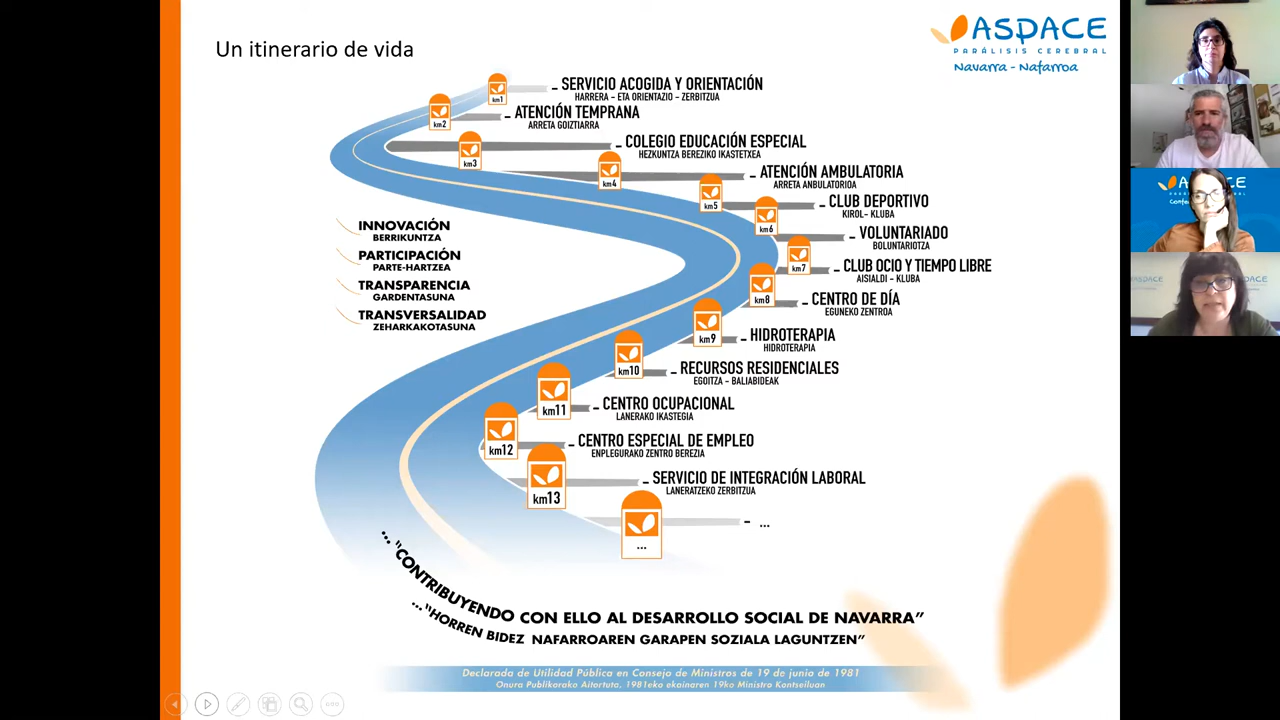 Un itinerario de vida
ASPACE
PARÁLISIS CEREBRAL
Navarra - Nafarroa
km1
SERVICIO ACOGIDA Y ORIENTACIÓN
HARRERA - ETA ORIENTAZIO - ZERBITZUA
km2
ATENCIÓN TEMPRANA
ARRETA GOIZTIARRA
km3
COLEGIO EDUCACIÓN ESPECIAL
HEZKUNTZA BEREZIKO IKASTETXEA
km4
ATENCIÓN AMBULATORIA
ARRETA ANBULATORIOA
km5
CLUB DEPORTIVO
KIROL- KLUBA
km6
VOLUNTARIADO
BOLUNTARIOTZA
km7
CLUB OCIO Y TIEMPO LIBRE
AISIALDI - KLUBA
km8
CENTRO DE DÍA
EGUNEKO ZENTROA
km9
HIDROTERAPIA
HIDROTERAPIA
km10
RECURSOS RESIDENCIALES
EGOITZA - BALIABIDEAK
km11
CENTRO OCUPACIONAL
LANERAKO IKASTEGIA
km12
CENTRO ESPECIAL DE EMPLEO
ENPLEGURAKO ZENTRO BEREZIA
km13
SERVICIO DE INTEGRACIÓN LABORAL
LANERATZEKO ZERBITZUA
...
- ...
INNOVACIÓN
BERRIKUNTZA
PARTICIPACIÓN
PARTE-HARTZEA
TRANSPARENCIA
GARDENTASUNA
TRANSVERSALIDAD
ZEHARKAKOTASUNA
... "CONTRIBUYENDO CON ELLO AL DESARROLLO SOCIAL DE NAVARRA"
... "HORREN BIDEZ NAFARROAREN GARAPEN SOZIALA LAGUNTZEN"
Declarada de Utilidad Pública en Consejo de Ministros de 19 de junio de 1981
Onura Publikoroko Aitortuta. 1981eko ekainaren 19ko Ministro Kontseiluan
ASPACE
ASPACE